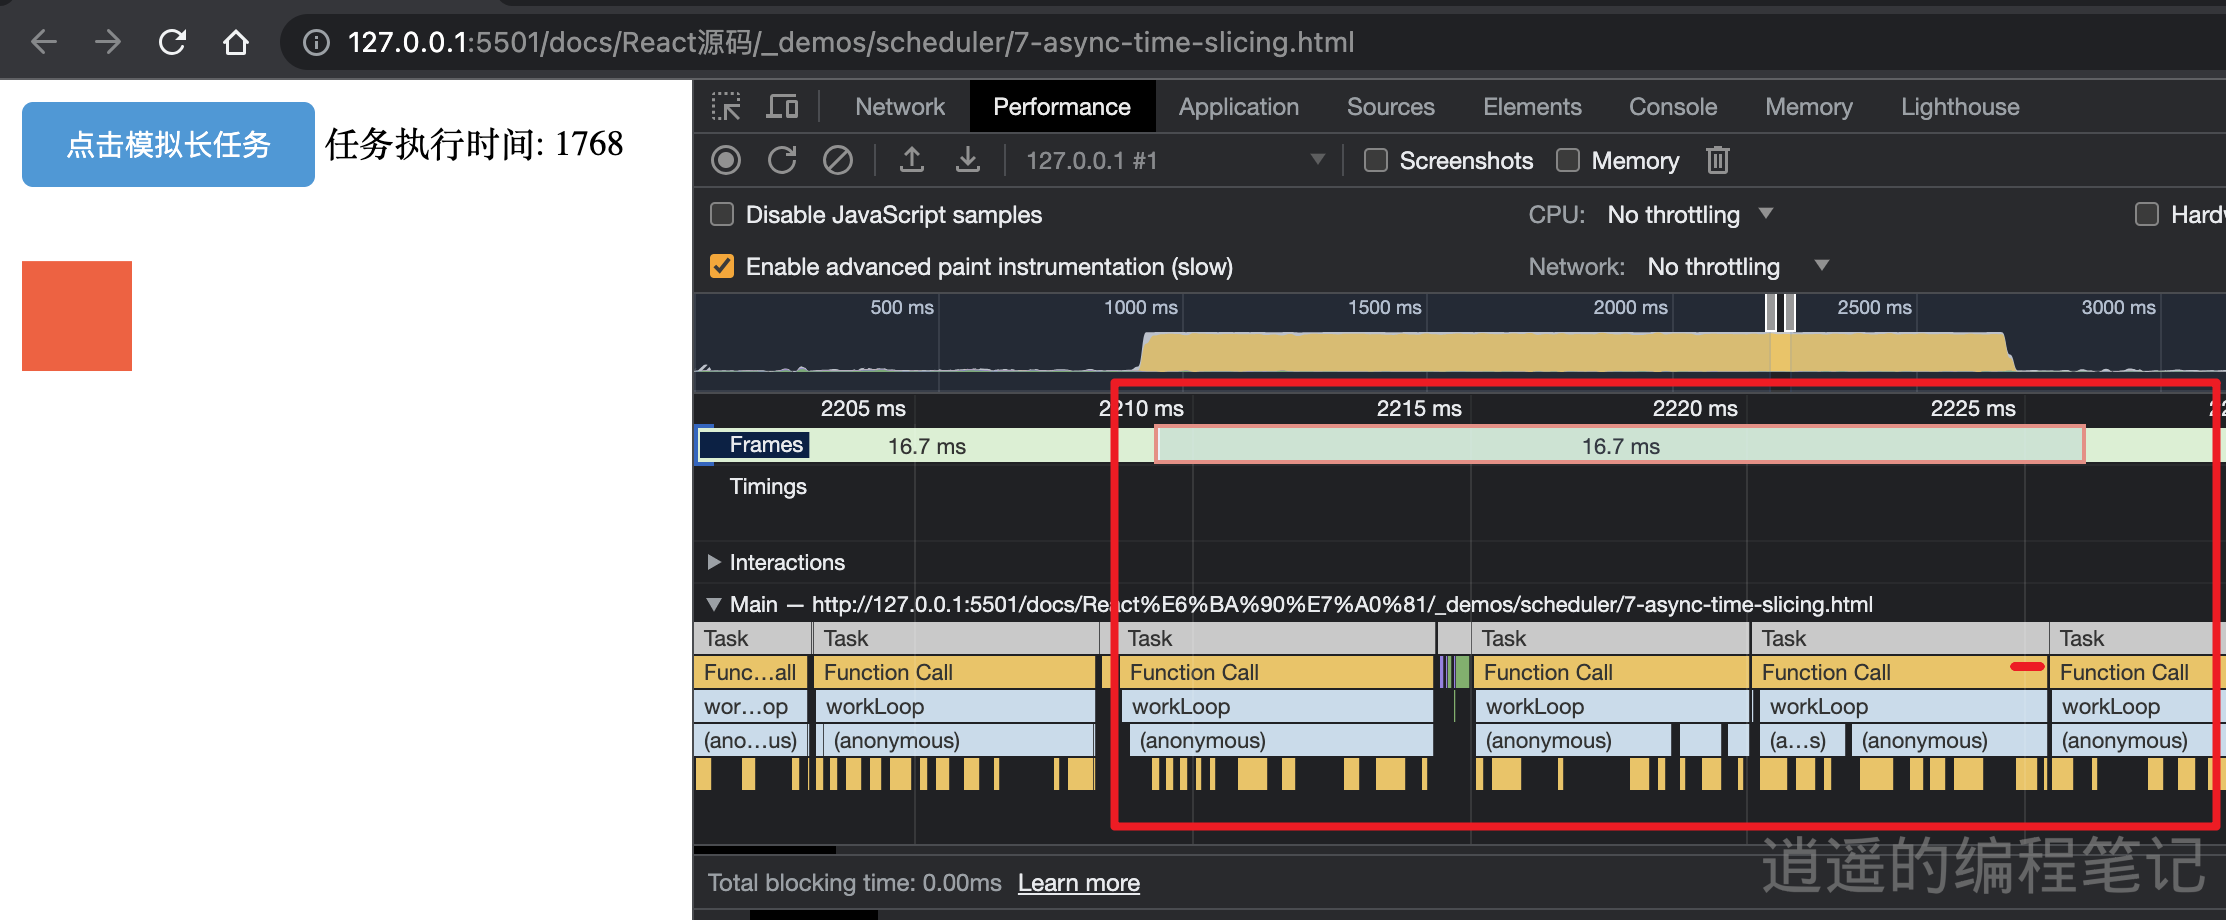 127.0.0.1:5501/docs/React源码/_demos/scheduler/7-async-time-slicing.html
点击模拟长任务 任务执行时间: 1768
Network Performance Application Sources Elements Console Memory Lighthouse
127.0.0.1 #1 Screenshots Memory
Disable JavaScript samples CPU: No throttling
Enable advanced paint instrumentation (slow) Network: No throttling
500 ms 1000 ms 1500 ms 2000 ms 2500 ms 3000 ms
2205 ms 2210 ms 2215 ms 2220 ms 2225 ms
Frames 16.7 ms 16.7 ms
Timings
Interactions
Main — http://127.0.0.1:5501/docs/React%E6%BA%90%E7%A0%81/_demos/scheduler/7-async-time-slicing.html
Task Task Task Task Task Task
Func…all Function Call Function Call Function Call Function Call Function Call
wor…op workLoop workLoop workLoop workLoop workLoop
(ano…us) (anonymous) (anonymous) (anonymous) (a…s) (anonymous) (anonymous)
Total blocking time: 0.00ms Learn more
逍遥的编程笔记